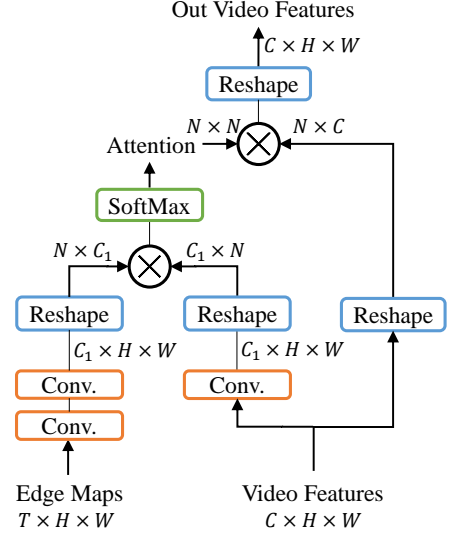 Out Video Features
C × H × W
Reshape
N × N
N × C
Attention
SoftMax
N × C₁
C₁ × N
Reshape
Reshape
Reshape
C₁ × H × W
C₁ × H × W
Conv.
Conv.
Conv.
Edge Maps
T × H × W
Video Features
C × H × W